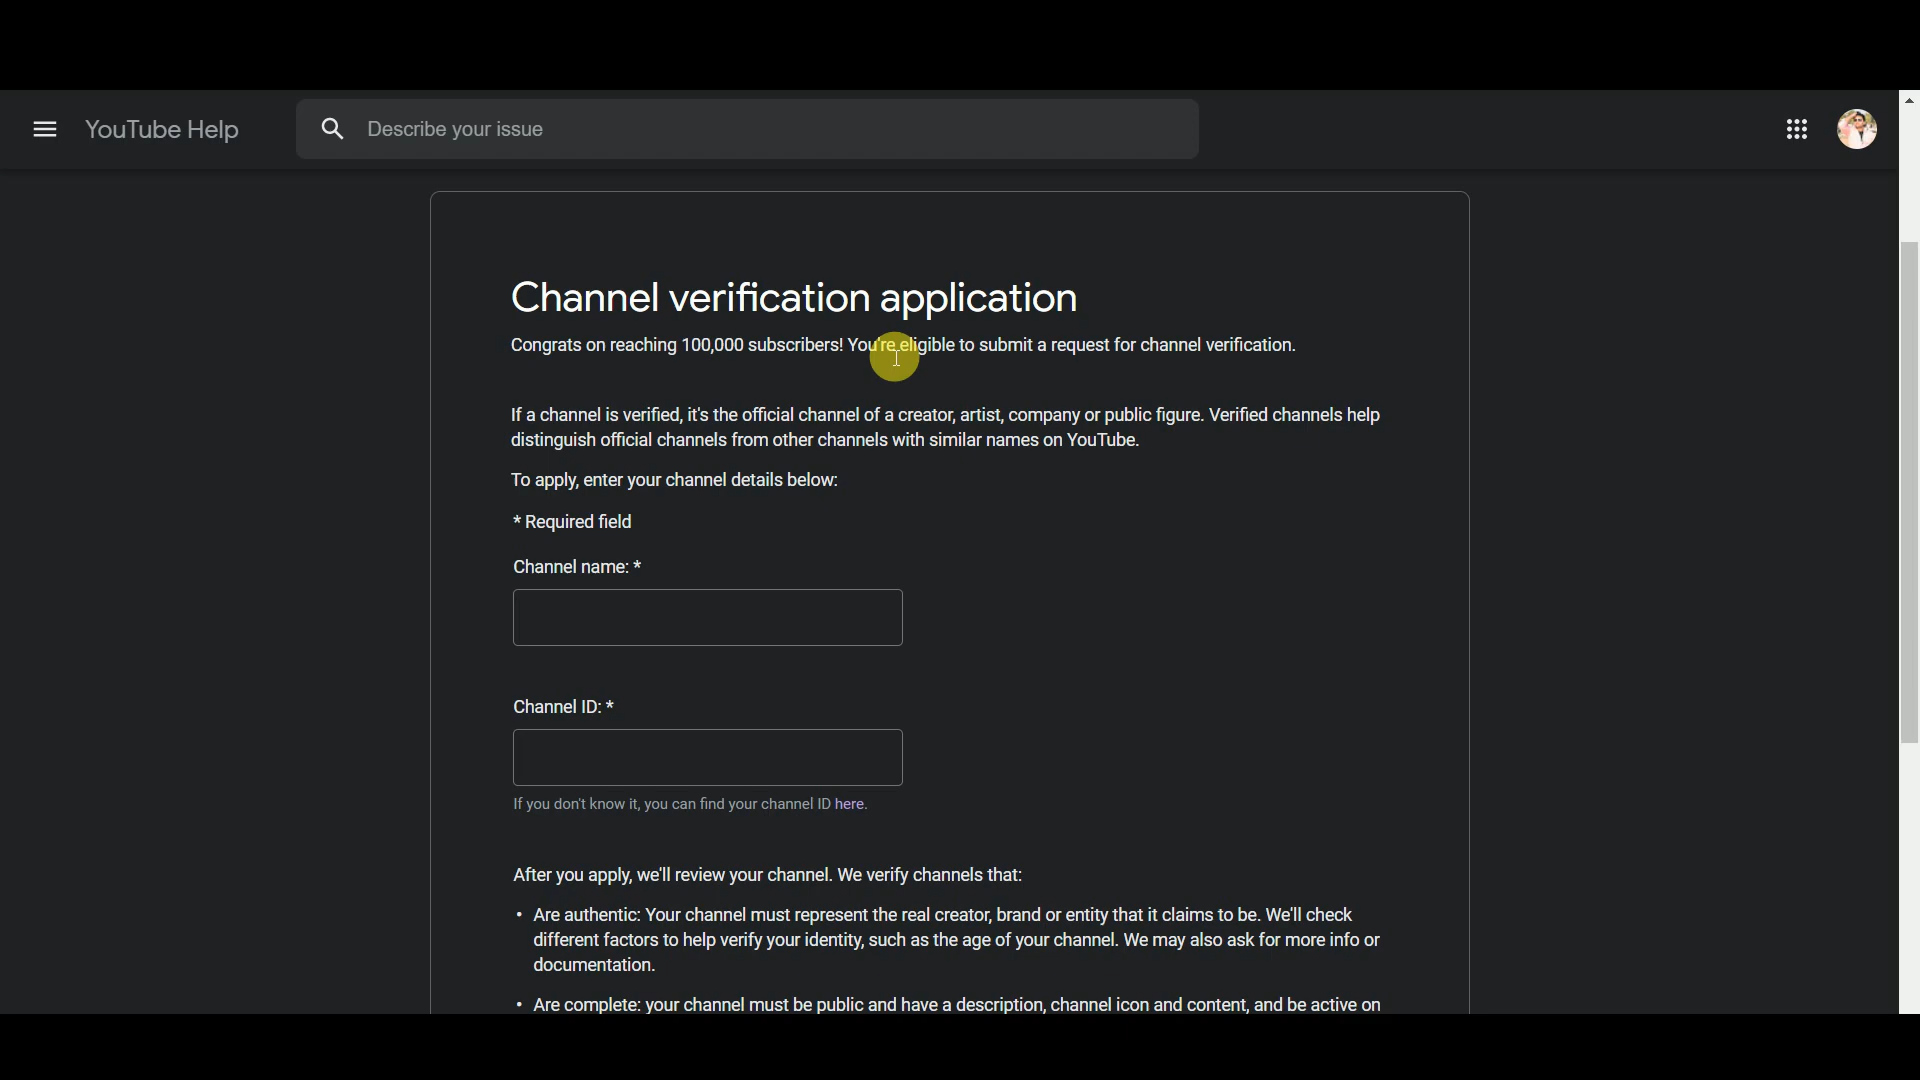 YouTube Help
Describe your issue
Channel verification application
Congrats on reaching 100,000 subscribers! You're eligible to submit a request for channel verification.
If a channel is verified, it's the official channel of a creator, artist, company or public figure. Verified channels help
distinguish official channels from other channels with similar names on YouTube.
To apply, enter your channel details below:
* Required field
Channel name: *
Channel ID: *
If you don't know it, you can find your channel ID here.
After you apply, we'll review your channel. We verify channels that:
• Are authentic: Your channel must represent the real creator, brand or entity that it claims to be. We'll check
different factors to help verify your identity, such as the age of your channel. We may also ask for more info or
documentation.
• Are complete: your channel must be public and have a description, channel icon and content, and be active on